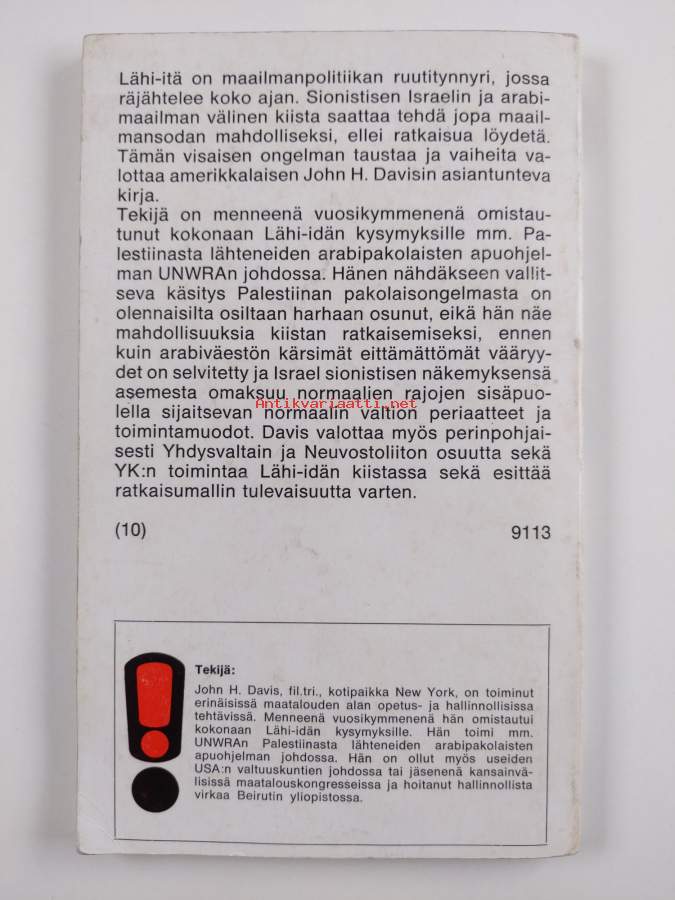 Lähi-itä on maailmanpolitiikan ruutitynnyri, jossa
räjähtelee koko ajan. Sionistisen Israelin ja arabi-
maailman välinen kiista saattaa tehdä jopa maail-
mansodan mahdolliseksi, ellei ratkaisua löydetä.
Tämän visaisen ongelman taustaa ja vaiheita va-
lottaa amerikkalaisen John H. Davisin asiantunteva
kirja.
Tekijä on menneenä vuosikymmenenä omistau-
tunut kokonaan Lähi-idän kysymyksille mm. Pa-
lestiinasta lähteneiden arabipakolaisten apuohjel-
man UNWRAn johdossa. Hänen nähdäkseen vallit-
seva käsitys Palestiinan pakolaisongelmasta on
olennaisilta osiltaan harhaan osunut, eikä hän näe
mahdollisuuksia kiistan ratkaisemiseksi, ennen
kuin arabiväestön kärsimät eittämättömät vääryy-
det on selvitetty ja Israel sionistisen näkemyksensä
asemesta omaksuu normaalien rajojen sisäpuo-
Antikvariaatti.net
lella sijaitsevan normaalin valtion periaatteet ja
toimintamuodot. Davis valottaa myös perinpohjai-
sesti Yhdysvaltain ja Neuvostoliiton osuutta sekä
YK:n toimintaa Lähi-idän kiistassa sekä esittää
ratkaisumallin tulevaisuutta varten.
(10) 9113
Tekijä:
John H. Davis, fil.tri., kotipaikka New York, on toiminut
erinäisissä maatalouden alan opetus- ja hallinnollisissa
tehtävissä. Menneenä vuosikymmenenä hän omistautui
kokonaan Lähi-idän kysymyksille. Hän toimi mm.
UNWRAn Palestiinasta lähteneiden arabipakolaisten
apuohjelman johdossa. Hän on ollut myös useiden
USA:n valtuuskuntien johdossa tai jäsenenä kansainvä-
lisissä maatalouskongresseissa ja hoitanut hallinnollista
virkaa Beirutin yliopistossa.